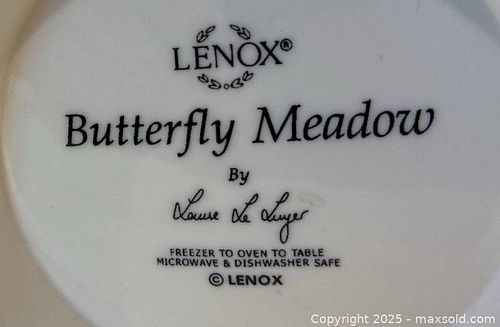 LENOX®
Butterfly Meadow
By
Louise Le Luyer
FREEZER TO OVEN TO TABLE
MICROWAVE & DISHWASHER SAFE
© LENOX
Copyright 2025 - maxsold.com